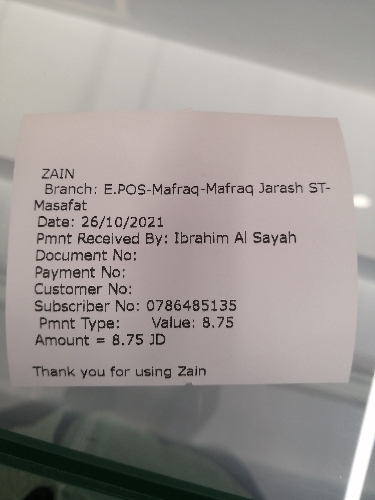 ZAIN
Branch: E.POS-Mafraq-Mafraq Jarash ST-
Masafat
Date: 26/10/2021
Pmnt Received By: Ibrahim Al Sayah
Document No:
Payment No:
Customer No:
Subscriber No: 0786485135
Pmnt Type: Value: 8.75
Amount = 8.75 JD
Thank you for using Zain